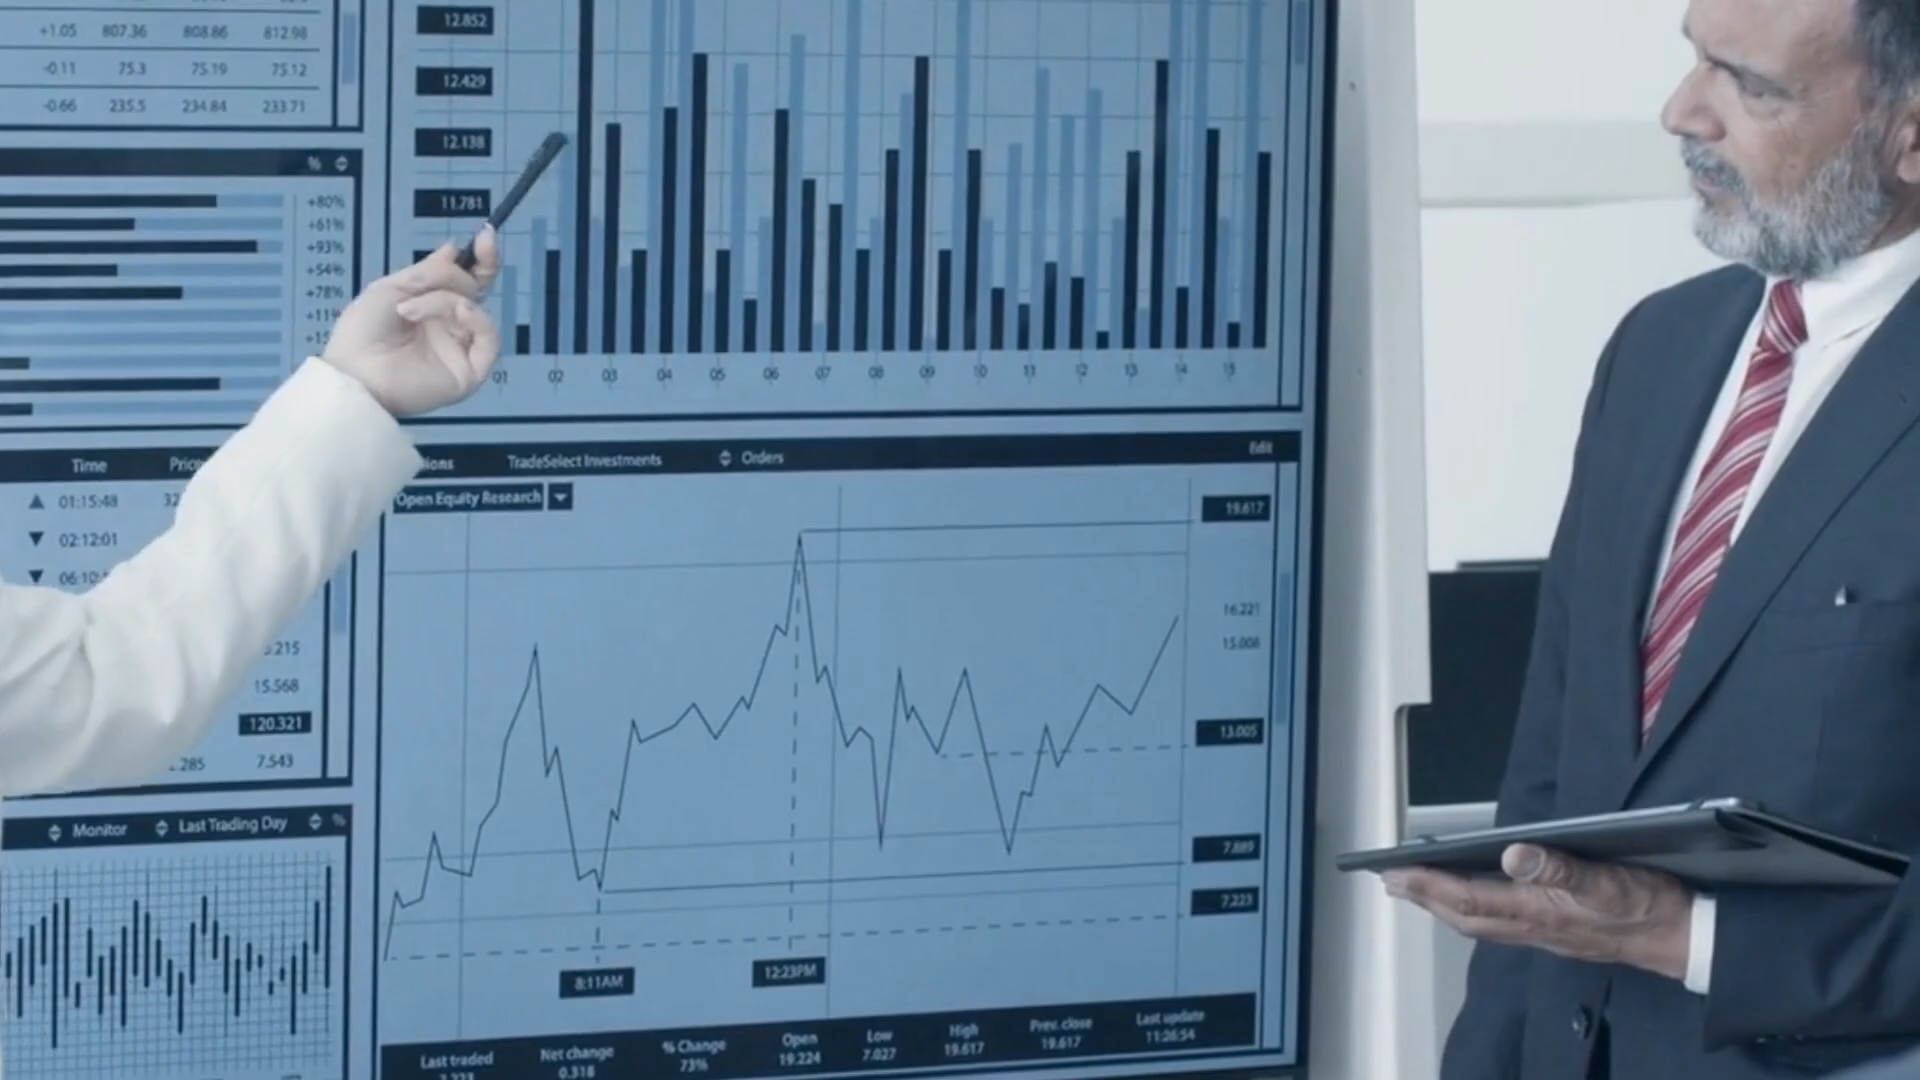 +1.05 807.36 808.86 812.98
-0.11 75.3 75.19 75.12
-0.66 235.5 234.84 233.71
%
+80%
+61%
+93%
+54%
+78%
Time
01:15:48
02:12:01
15.568
120.321
7.543
Monitor Last Trading Day %
12.852
12.429
12.138
11.781
01 02 03 04 05 06 07 08 09 10 11 12 13 14 15
TradeSelect Investments Orders Edit
Open Equity Research
19.617
16.221
15.008
13.005
7.889
7.223
8:11AM 12:23PM
Last traded Net change % Change Open Low High Prev. close Last update
7.223 0.318 73% 19.224 7.027 19.617 19.617 11:26:54